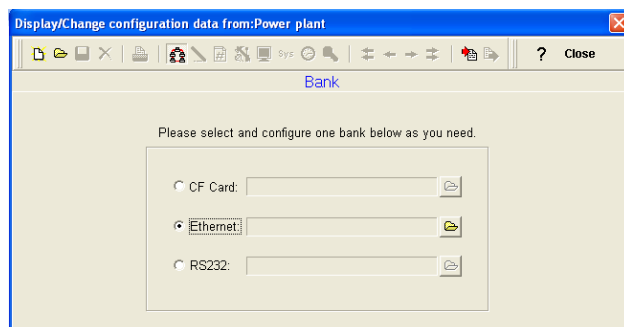 Display/Change configuration data from:Power plant
Sys ? Close
Bank
Please select and configure one bank below as you need.
CF Card:
Ethernet:
RS232: